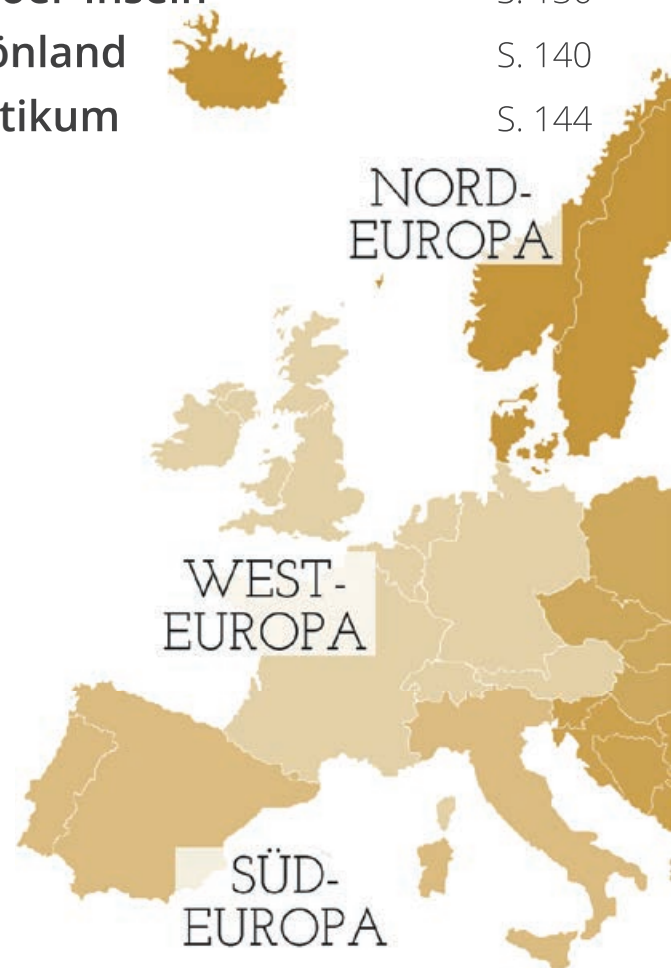 önland S. 140
tikum S. 144
NORD-
EUROPA
WEST-
EUROPA
SÜD-
EUROPA